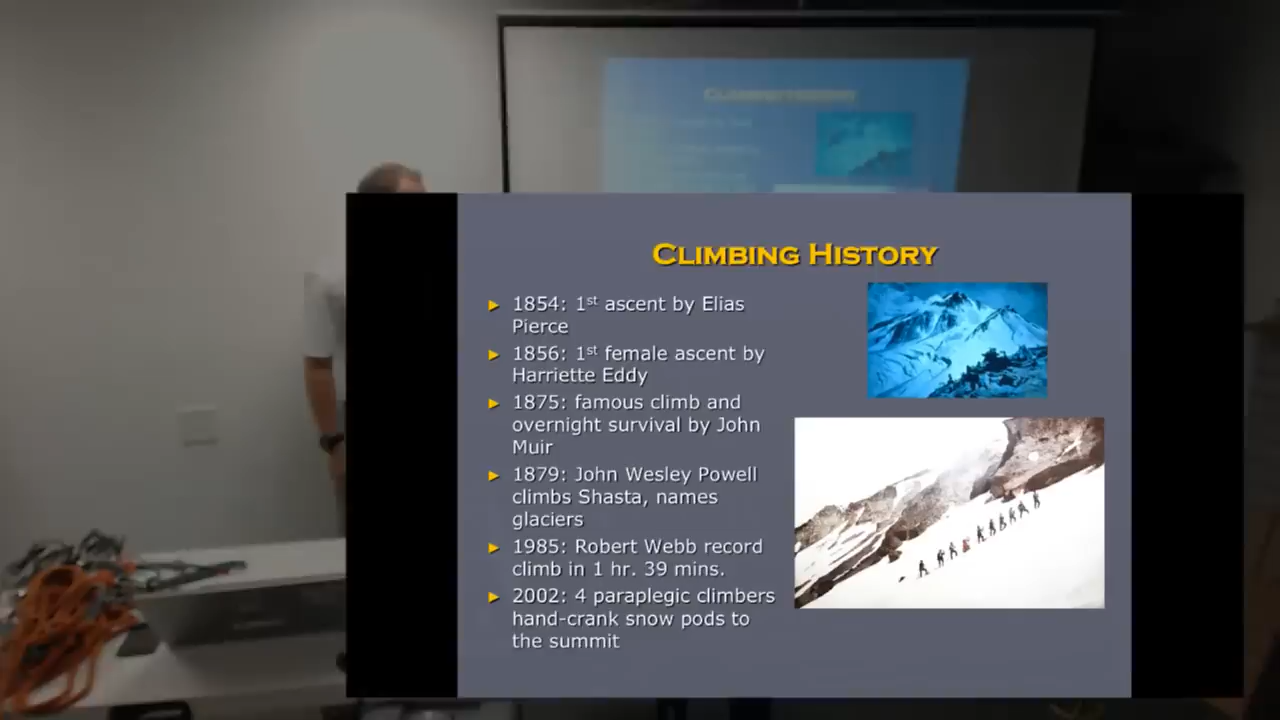 CLIMBING HISTORY
CLIMBING HISTORY
► 1854: 1st ascent by Elias
Pierce
► 1856: 1st female ascent by
Harriette Eddy
► 1875: famous climb and
overnight survival by John
Muir
► 1879: John Wesley Powell
climbs Shasta, names
glaciers
► 1985: Robert Webb record
climb in 1 hr. 39 mins.
► 2002: 4 paraplegic climbers
hand-crank snow pods to
the summit